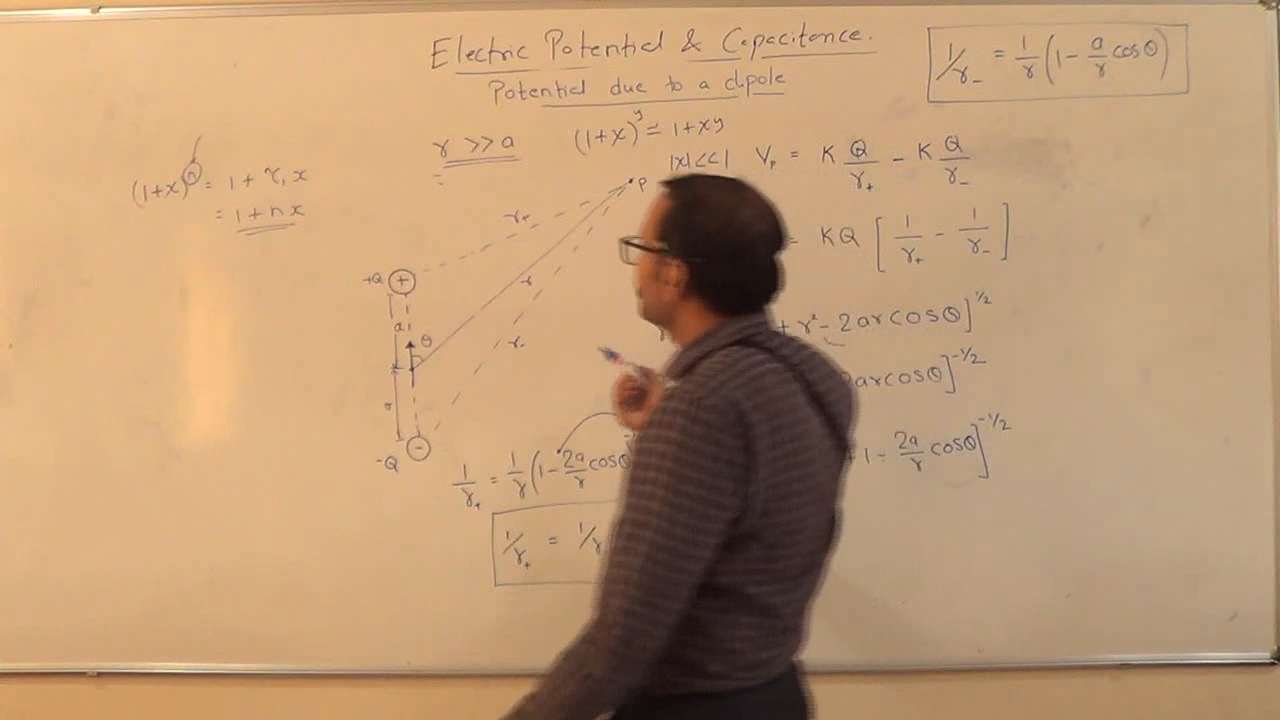 Electric Potential & Capacitance.
Potential due to a dipole
1/r₋ = 1/r (1 - a/r cosθ)
r >> a
(1+x)^y ≃ 1+xy
|x| << 1
(1+x)^n = 1 +
= 1 + nx
V_P = K Q/r₊ - K Q/r₋
= KQ [1/r₊ - 1/r₋]
+ r² - 2ar cosθ]^1/2
2ar cosθ]^-1/2
+ 1 - 2a/r cosθ]^-1/2
P
r₊
r
r₋
+Q
+
a
θ
a
-
-Q
1/r₊ = 1/r (1 - 2a/r cosθ)
1/r₊ = 1/r